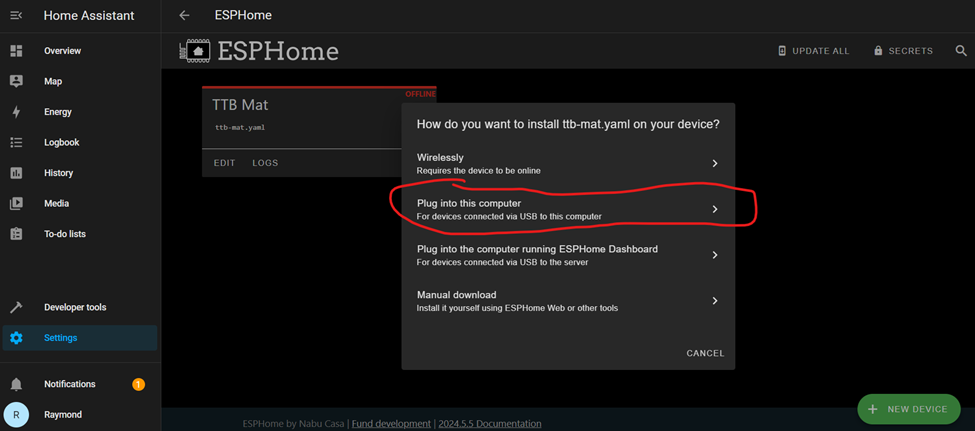 Home Assistant
ESPHome
ESPHome
UPDATE ALL
SECRETS
Overview
Map
Energy
Logbook
History
Media
To-do lists
Developer tools
Settings
Notifications
1
R
Raymond
OFFLINE
TTB Mat
ttb-mat.yaml
EDIT
LOGS
How do you want to install ttb-mat.yaml on your device?
Wirelessly
Requires the device to be online
Plug into this computer
For devices connected via USB to this computer
Plug into the computer running ESPHome Dashboard
For devices connected via USB to the server
Manual download
Install it yourself using ESPHome Web or other tools
CANCEL
+ NEW DEVICE
ESPHome by Nabu Casa | Fund development | 2024.5.5 Documentation